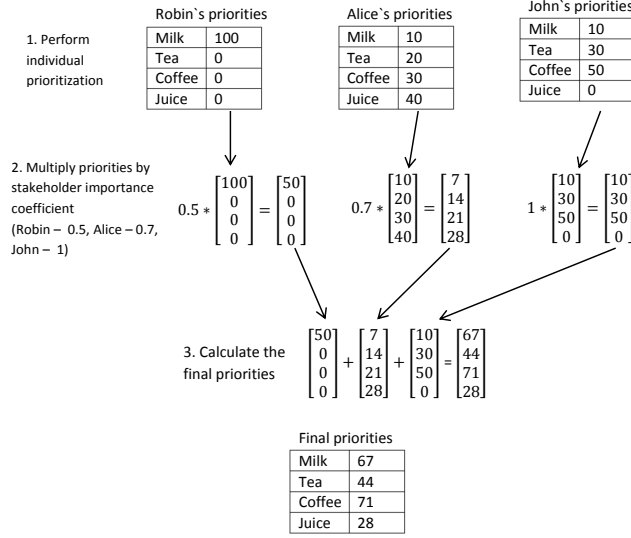 Robin`s priorities
Milk 100
Tea 0
Coffee 0
Juice 0
Alice`s priorities
Milk 10
Tea 20
Coffee 30
Juice 40
John`s priorities
Milk 10
Tea 30
Coffee 50
Juice 0
1. Perform
individual
prioritization
2. Multiply priorities by
stakeholder importance
coefficient
(Robin – 0.5, Alice – 0.7,
John – 1)
0.5 * [100 0 0 0] = [50 0 0 0]
0.7 * [10 20 30 40] = [7 14 21 28]
1 * [10 30 50 0] = [10 30 50 0]
3. Calculate the
final priorities
[50 0 0 0] + [7 14 21 28] + [10 30 50 0] = [67 44 71 28]
Final priorities
Milk 67
Tea 44
Coffee 71
Juice 28